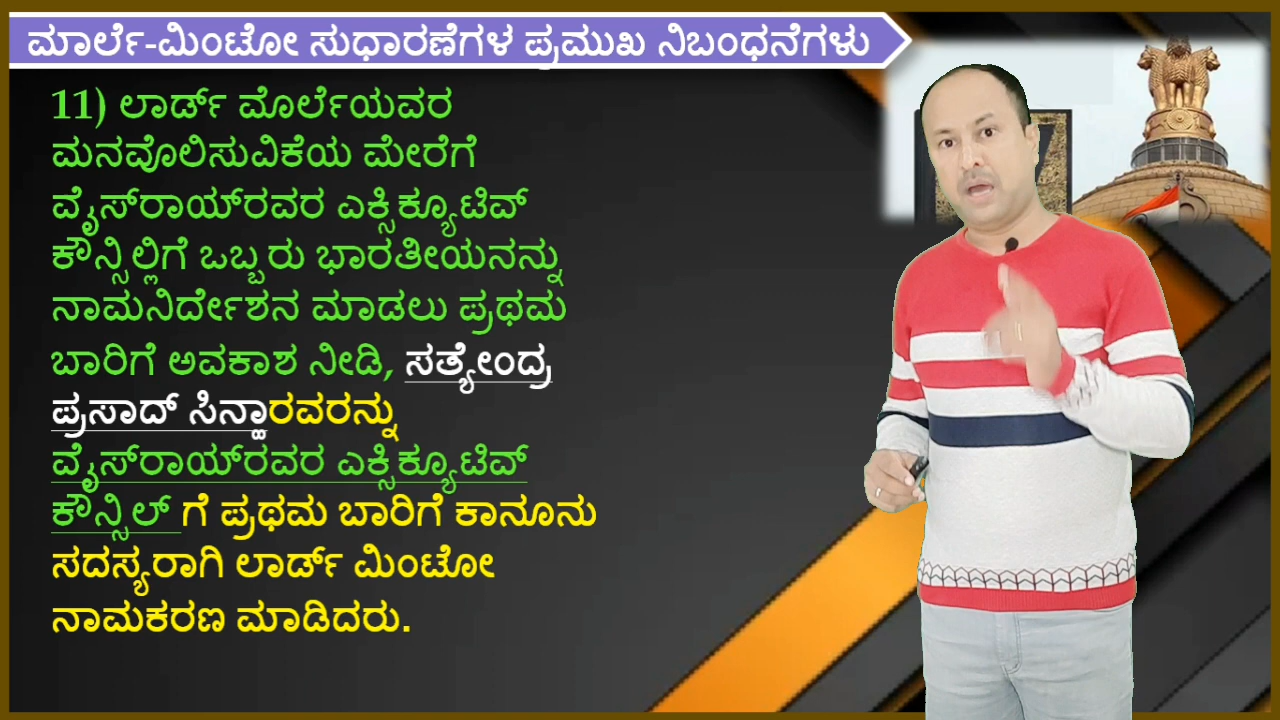 ಮಾರ್ಲೆ-ಮಿಂಟೋ ಸುಧಾರಣೆಗಳ ಪ್ರಮುಖ ನಿಬಂಧನೆಗಳು
11) ಲಾರ್ಡ್ ಮೊರ್ಲೆಯವರ
ಮನವೊಲಿಸುವಿಕೆಯ ಮೇರೆಗೆ
ವೈಸ್‌ರಾಯ್‌ರವರ ಎಕ್ಸಿಕ್ಯೂಟಿವ್
ಕೌನ್ಸಿಲ್ಲಿಗೆ ಒಬ್ಬರು ಭಾರತೀಯನನ್ನು
ನಾಮನಿರ್ದೇಶನ ಮಾಡಲು ಪ್ರಥಮ
ಬಾರಿಗೆ ಅವಕಾಶ ನೀಡಿ, ಸತ್ಯೇಂದ್ರ
ಪ್ರಸಾದ್ ಸಿನ್ಹಾರವರನ್ನು
ವೈಸ್‌ರಾಯ್‌ರವರ ಎಕ್ಸಿಕ್ಯೂಟಿವ್
ಕೌನ್ಸಿಲ್ ಗೆ ಪ್ರಥಮ ಬಾರಿಗೆ ಕಾನೂನು
ಸದಸ್ಯರಾಗಿ ಲಾರ್ಡ್ ಮಿಂಟೋ
ನಾಮಕರಣ ಮಾಡಿದರು.